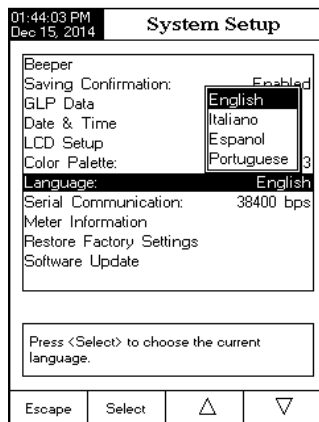 01:44:03 PM
Dec 15, 2014
System Setup
Beeper
Saving Confirmation: Enabled
GLP Data
Date & Time
LCD Setup
Color Palette: 3
English
Italiano
Espanol
Portuguese
Language: English
Serial Communication: 38400 bps
Meter Information
Restore Factory Settings
Software Update
Press <Select> to choose the current
language.
Escape Select